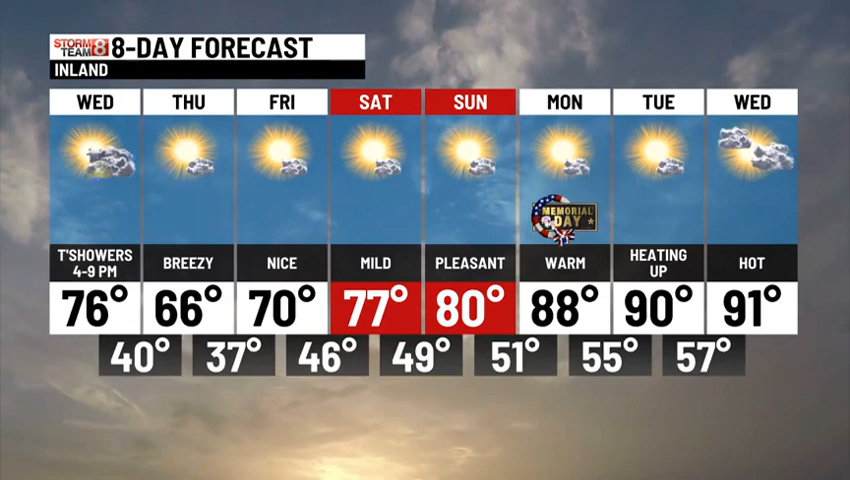 STORM TEAM 8 8-DAY FORECAST
INLAND
WED THU FRI SAT SUN MON TUE WED
MEMORIAL
DAY
T'SHOWERS
4-9 PM BREEZY NICE MILD PLEASANT WARM HEATING
UP HOT
76° 66° 70° 77° 80° 88° 90° 91°
40° 37° 46° 49° 51° 55° 57°